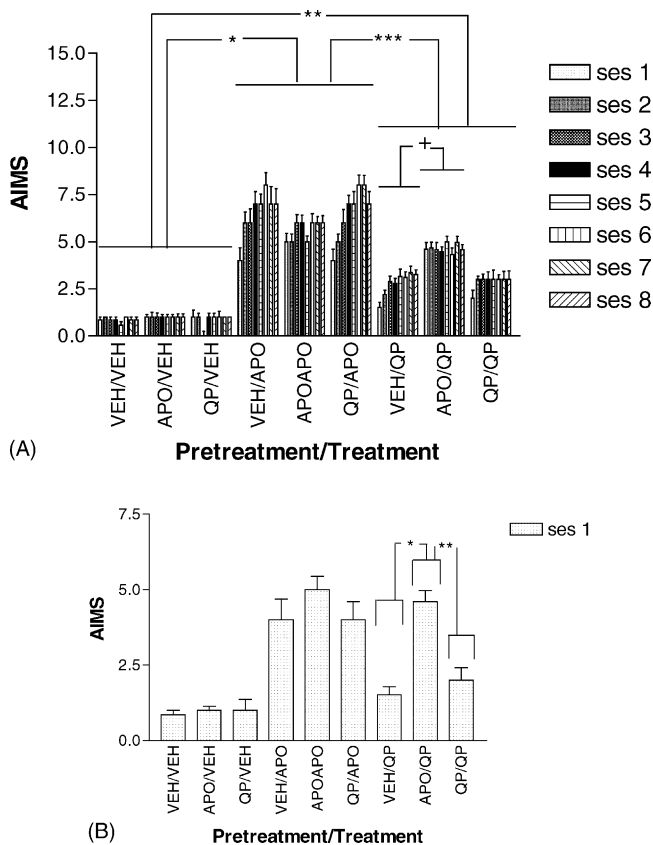 **
*
***
+
15.0
12.5
10.0
7.5
5.0
2.5
0.0
AIMS
ses 1
ses 2
ses 3
ses 4
ses 5
ses 6
ses 7
ses 8
VEH/VEH
APO/VEH
QP/VEH
VEH/APO
APOAPO
QP/APO
VEH/QP
APO/QP
QP/QP
(A)
Pretreatment/Treatment
7.5
5.0
2.5
0.0
AIMS
ses 1
*
**
VEH/VEH
APO/VEH
QP/VEH
VEH/APO
APOAPO
QP/APO
VEH/QP
APO/QP
QP/QP
(B)
Pretreatment/Treatment